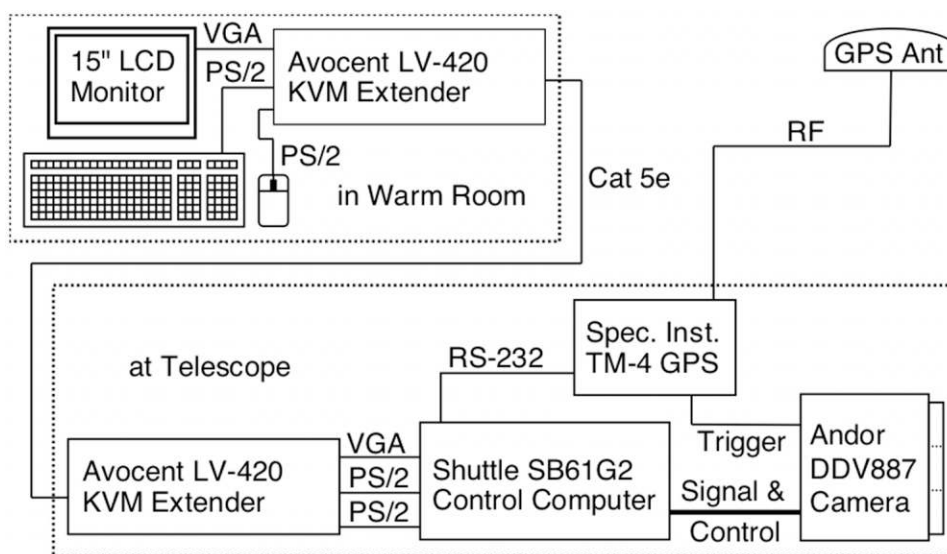 15" LCD
Monitor
VGA
PS/2
Avocent LV-420
KVM Extender
PS/2
in Warm Room
Cat 5e
GPS Ant
RF
at Telescope
RS-232
Spec. Inst.
TM-4 GPS
Trigger
Andor
DDV887
Camera
Avocent LV-420
KVM Extender
VGA
PS/2
PS/2
Shuttle SB61G2
Control Computer
Signal &
Control